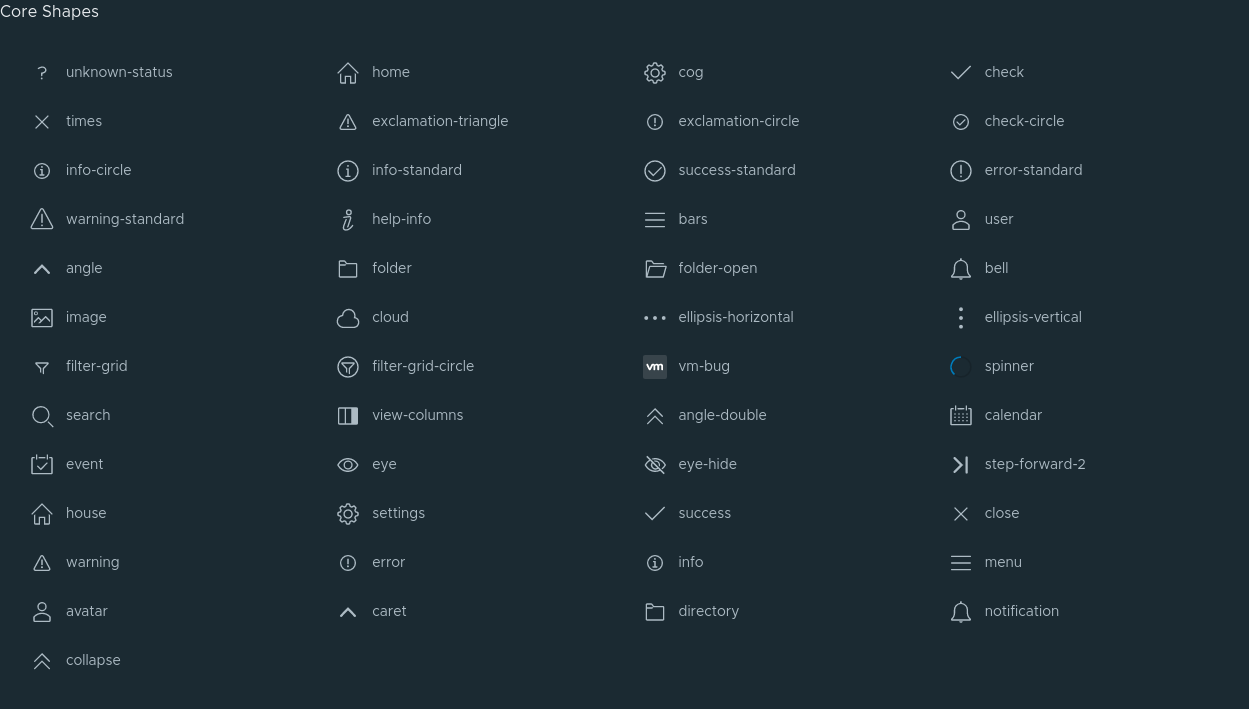 Core Shapes
unknown-status home cog check
times exclamation-triangle exclamation-circle check-circle
info-circle info-standard success-standard error-standard
warning-standard help-info bars user
angle folder folder-open bell
image cloud ellipsis-horizontal ellipsis-vertical
filter-grid filter-grid-circle vm vm-bug spinner
search view-columns angle-double calendar
event eye eye-hide step-forward-2
house settings success close
warning error info menu
avatar caret directory notification
collapse